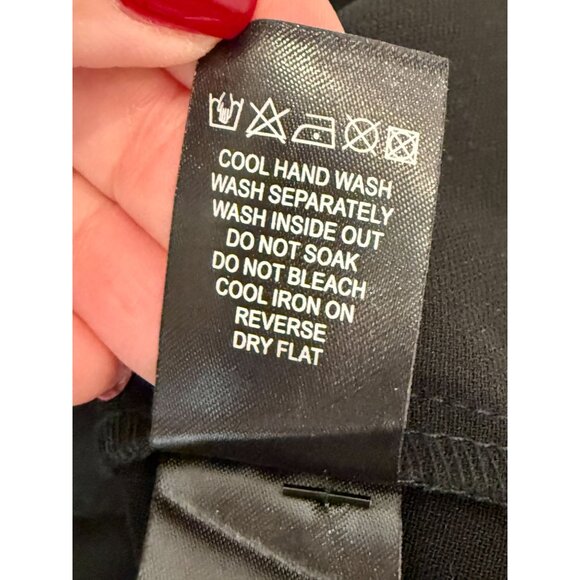 COOL HAND WASH
WASH SEPARATELY
WASH INSIDE OUT
DO NOT SOAK
DO NOT BLEACH
COOL IRON ON
REVERSE
DRY FLAT